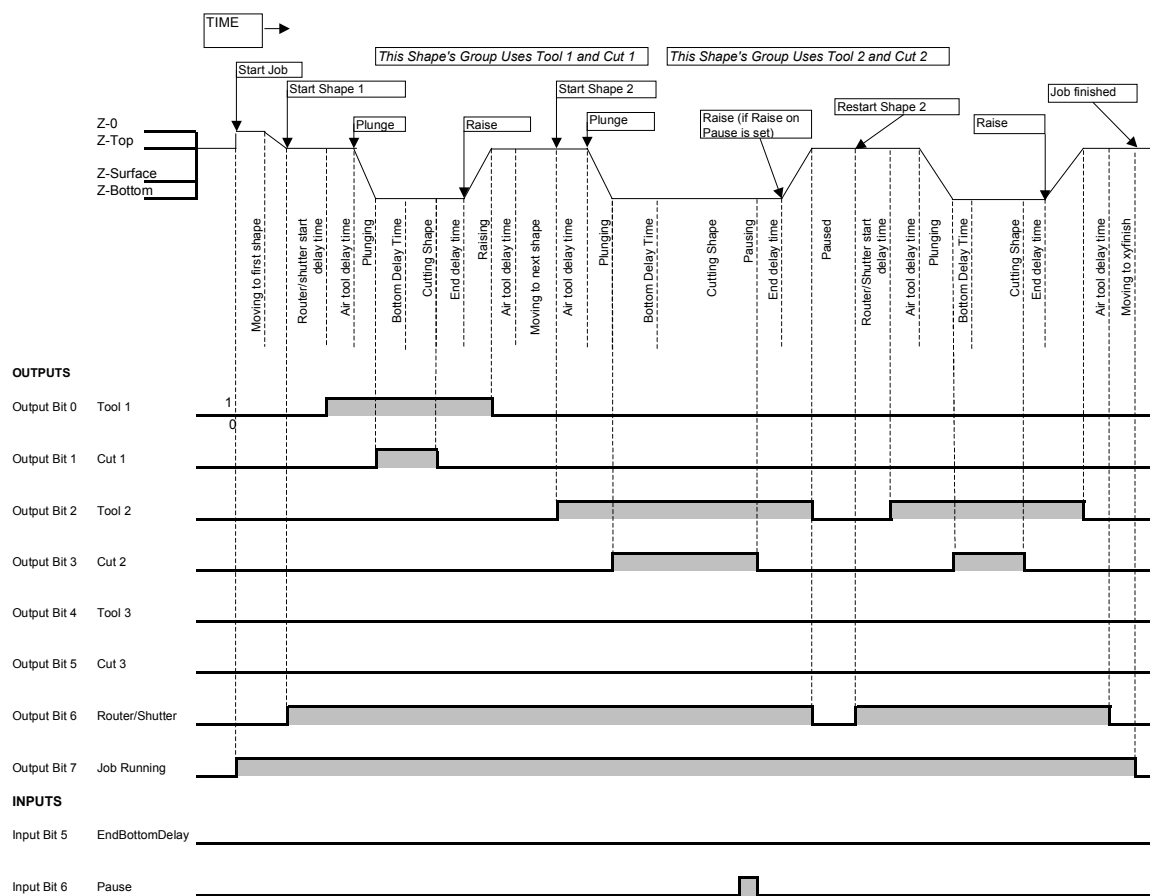 TIME
This Shape's Group Uses Tool 1 and Cut 1
This Shape's Group Uses Tool 2 and Cut 2
Start Job
Start Shape 1
Start Shape 2
Job finished
Restart Shape 2
Plunge
Raise
Plunge
Raise (if Raise on
Pause is set)
Raise
Z-0
Z-Top
Z-Surface
Z-Bottom
Moving to first shape
Router/shutter start
delay time
Air tool delay time
Plunging
Bottom Delay Time
Cutting Shape
End delay time
Raising
Air tool delay time
Moving to next shape
Air tool delay time
Plunging
Bottom Delay Time
Cutting Shape
Pausing
End delay time
Paused
Router/Shutter start
delay time
Air tool delay time
Plunging
Bottom Delay Time
Cutting Shape
End delay time
Air tool delay time
Moving to xyfinish
OUTPUTS
Output Bit 0 Tool 1
1
0
Output Bit 1 Cut 1
Output Bit 2 Tool 2
Output Bit 3 Cut 2
Output Bit 4 Tool 3
Output Bit 5 Cut 3
Output Bit 6 Router/Shutter
Output Bit 7 Job Running
INPUTS
Input Bit 5 EndBottomDelay
Input Bit 6 Pause